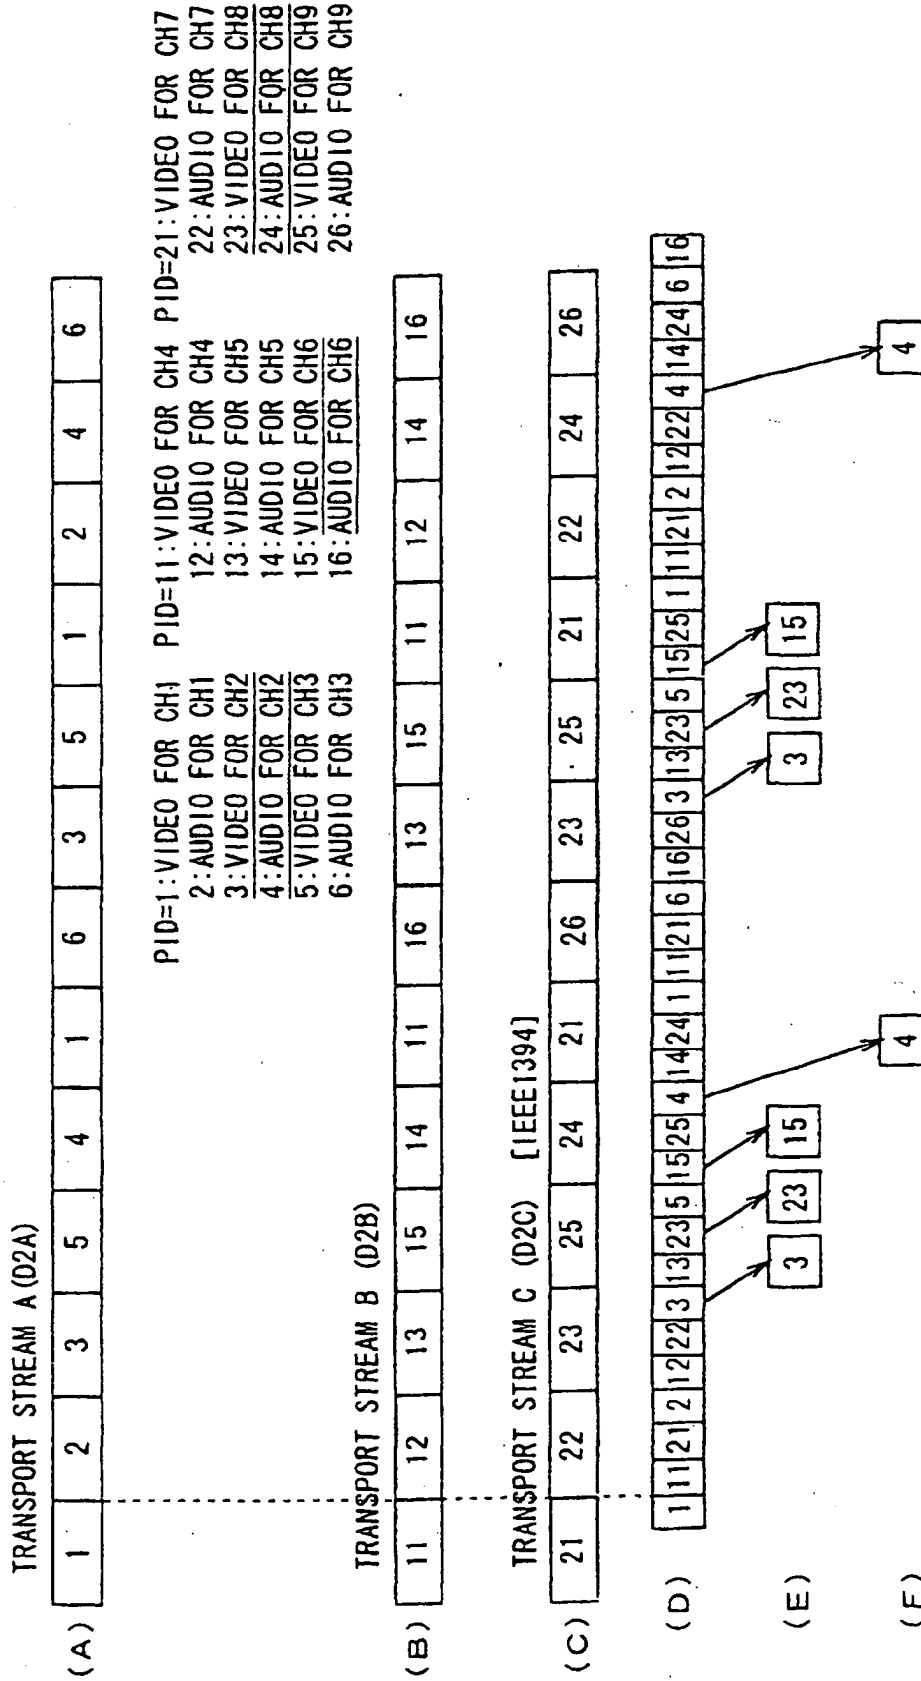 TRANSPORT STREAM A(D2A)
(A) 1 2 3 5 4 1 6 3 5 1 2 4 6
PID=1:VIDEO FOR CH1 PID=11:VIDEO FOR CH4 PID=21:VIDEO FOR CH7
2:AUDIO FOR CH1 12:AUDIO FOR CH4 22:AUDIO FOR CH7
3:VIDEO FOR CH2 13:VIDEO FOR CH5 23:VIDEO FOR CH8
4:AUDIO FOR CH2 14:AUDIO FOR CH5 24:AUDIO FOR CH8
5:VIDEO FOR CH3 15:VIDEO FOR CH6 25:VIDEO FOR CH9
6:AUDIO FOR CH3 16:AUDIO FOR CH6 26:AUDIO FOR CH9
TRANSPORT STREAM B (D2B)
(B) 11 12 13 15 14 11 16 13 15 11 12 14 16
TRANSPORT STREAM C (D2C) [IEEE1394]
(C) 21 22 23 25 24 21 26 23 25 21 22 24 26
(D) 1 11 21 2 12 22 3 13 23 5 15 25 4 14 24 1 11 21 6 16 26 3 13 23 5 15 25 1 11 21 2 12 22 4 14 24 6 16
(E) 3 23 15 3 23 15
(F) 4 4